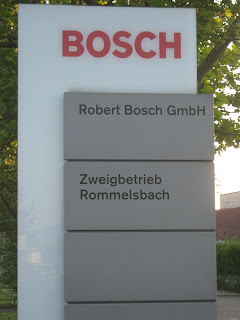 BOSCH
Robert Bosch GmbH
Zweigbetrieb
Rommelsbach